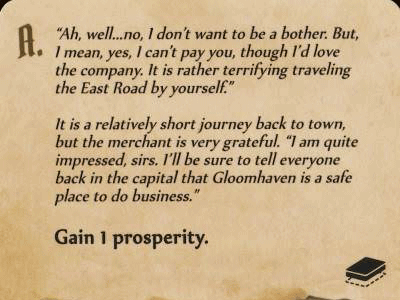 A. “Ah, well...no, I don’t want to be a bother. But,
I mean, yes, I can’t pay you, though I’d love
the company. It is rather terrifying traveling
the East Road by yourself.”
It is a relatively short journey back to town,
but the merchant is very grateful. “I am quite
impressed, sirs. I’ll be sure to tell everyone
back in the capital that Gloomhaven is a safe
place to do business.”
Gain 1 prosperity.